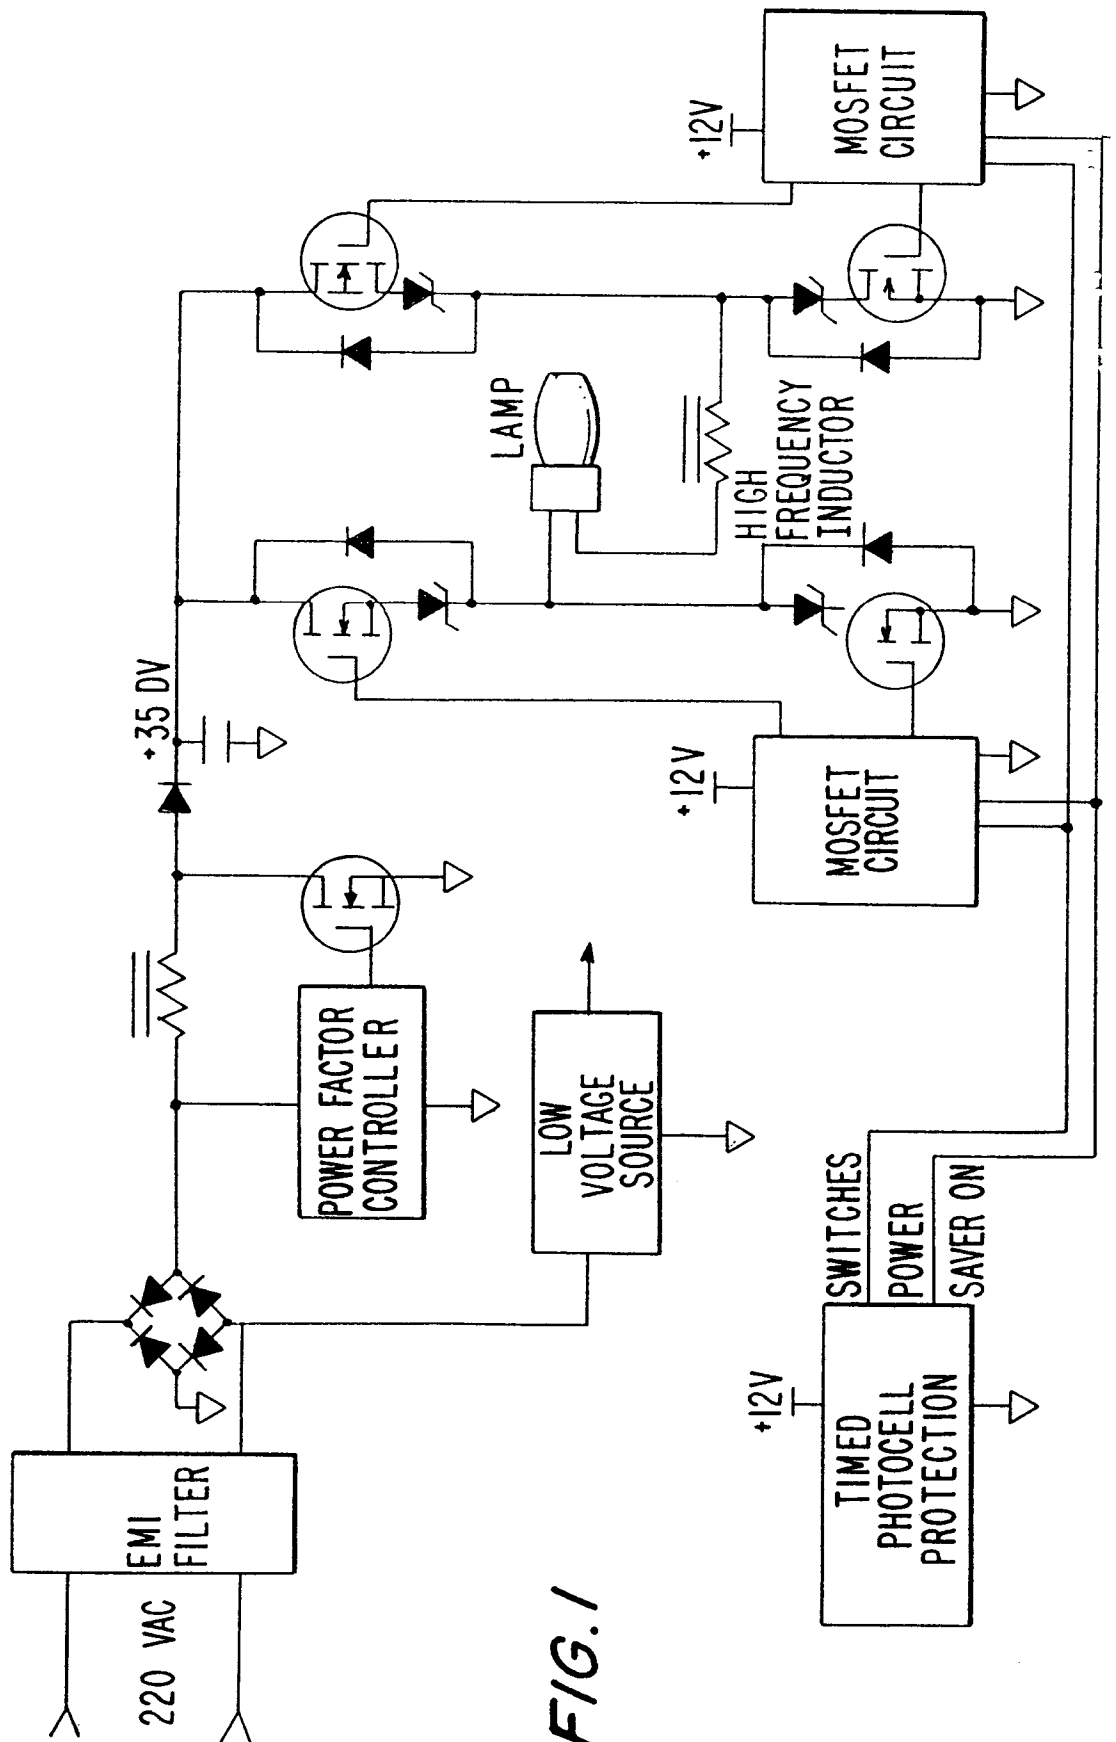 220 VAC
EMI
FILTER
+35 DV
POWER FACTOR
CONTROLLER
LOW
VOLTAGE
SOURCE
LAMP
HIGH
FREQUENCY
INDUCTOR
+12V
MOSFET
CIRCUIT
+12V
MOSFET
CIRCUIT
+12V
TIMED
PHOTOCELL
PROTECTION
SWITCHES
POWER
SAVER ON
FIG. 1